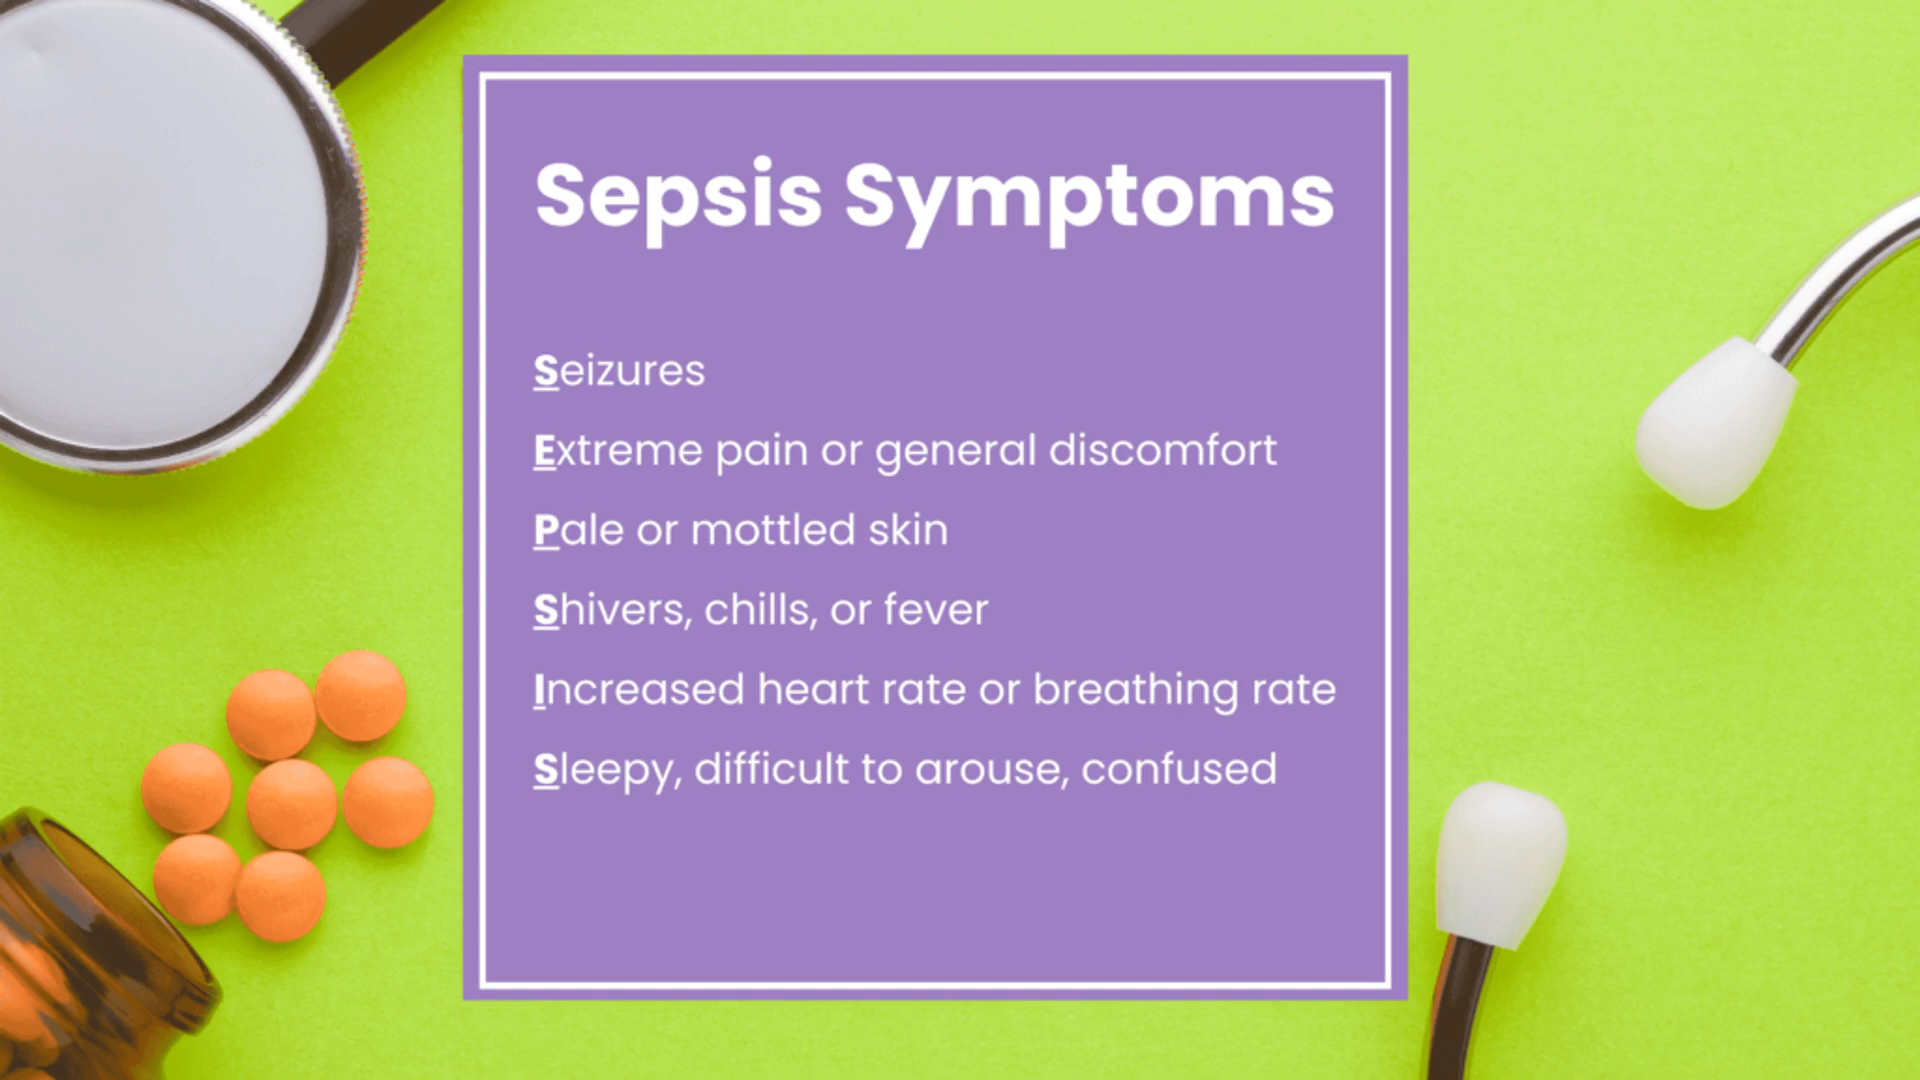 Sepsis Symptoms
Seizures
Extreme pain or general discomfort
Pale or mottled skin
Shivers, chills, or fever
Increased heart rate or breathing rate
Sleepy, difficult to arouse, confused